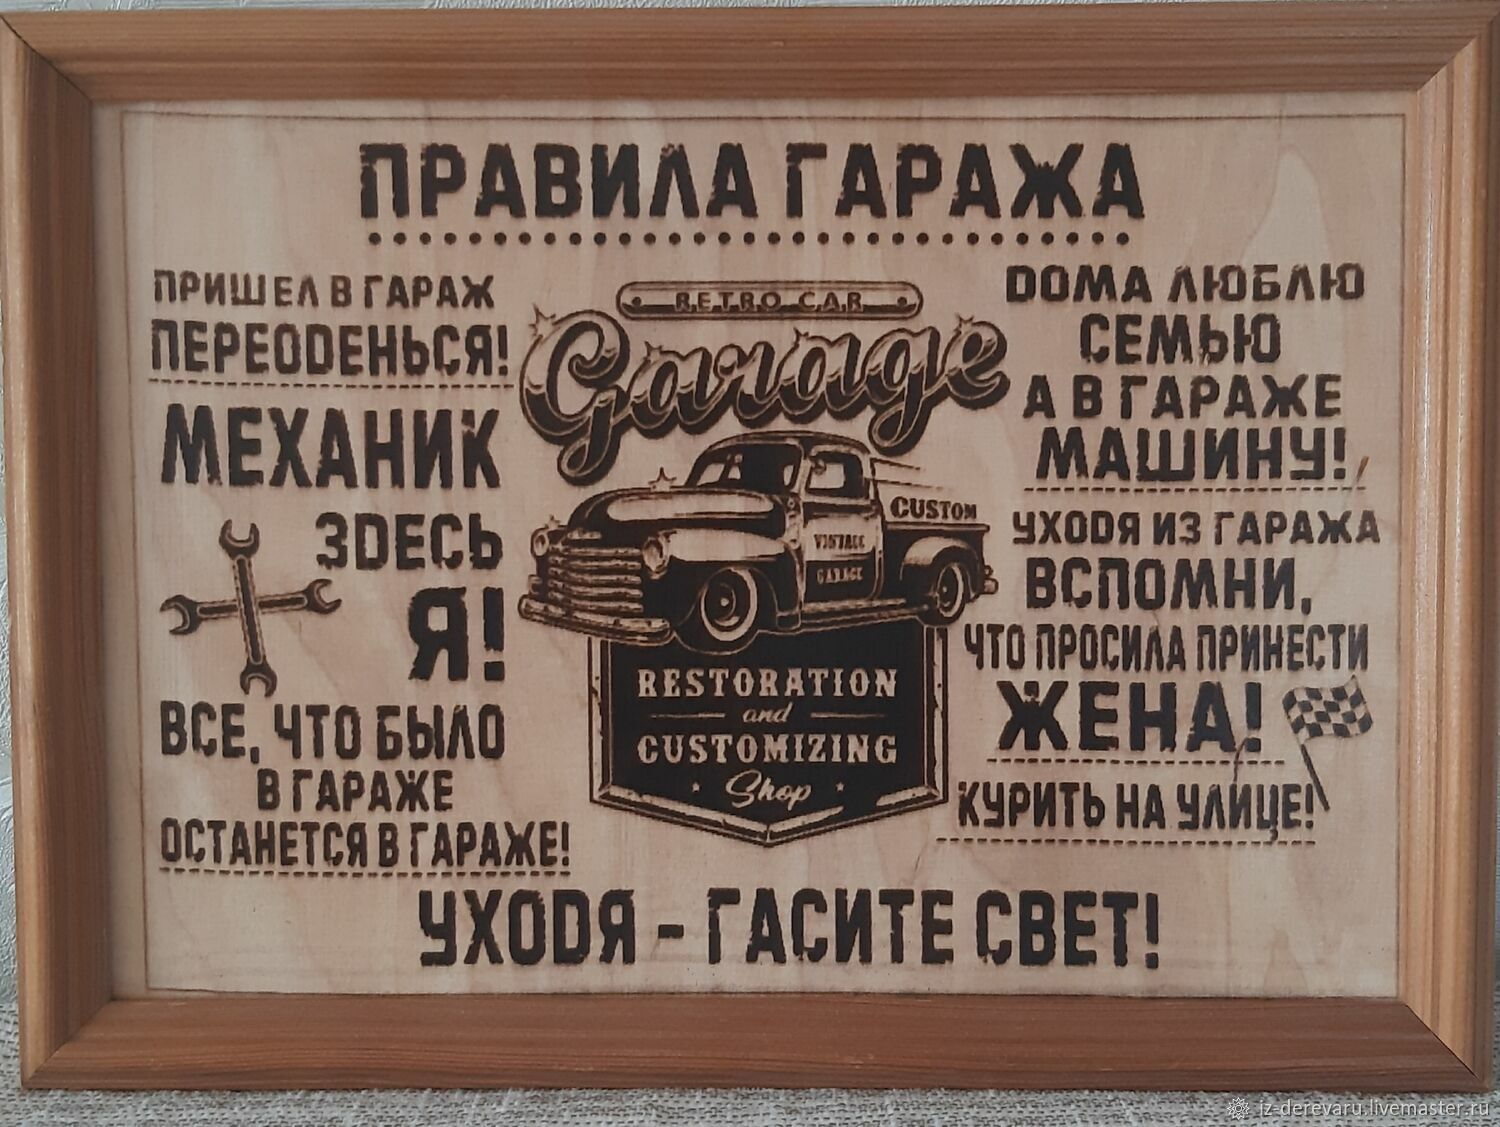 ПРАВИЛА ГАРАЖА
ПРИШЕЛ В ГАРАЖ
ПЕРЕОДЕНЬСЯ!
МЕХАНИК
ЗДЕСЬ
Я!
ВСЕ, ЧТО БЫЛО
В ГАРАЖЕ
ОСТАНЕТСЯ В ГАРАЖЕ!
RETRO CAR
Garage
CUSTOM
VINTAGE
GARAGE
RESTORATION
and
CUSTOMIZING
Shop
DОМА ЛЮБЛЮ
СЕМЬЮ
А В ГАРАЖЕ
МАШИНУ!
УХОДЯ ИЗ ГАРАЖА
ВСПОМНИ,
ЧТО ПРОСИЛА ПРИНЕСТИ
ЖЕНА!
КУРИТЬ НА УЛИЦЕ!
УХОДЯ - ГАСИТЕ СВЕТ!
iz-derevaru.livemaster.ru